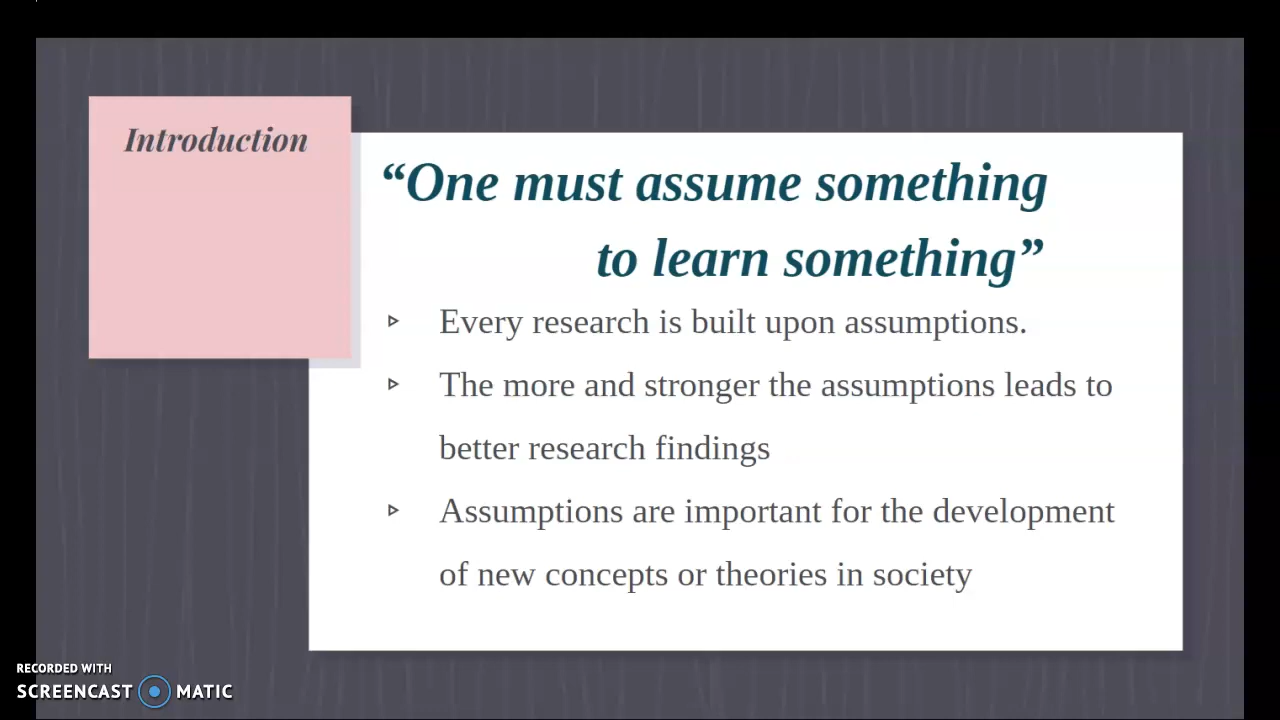 Introduction
“One must assume something
to learn something”
Every research is built upon assumptions.
The more and stronger the assumptions leads to
better research findings
Assumptions are important for the development
of new concepts or theories in society
RECORDED WITH
SCREENCAST MATIC